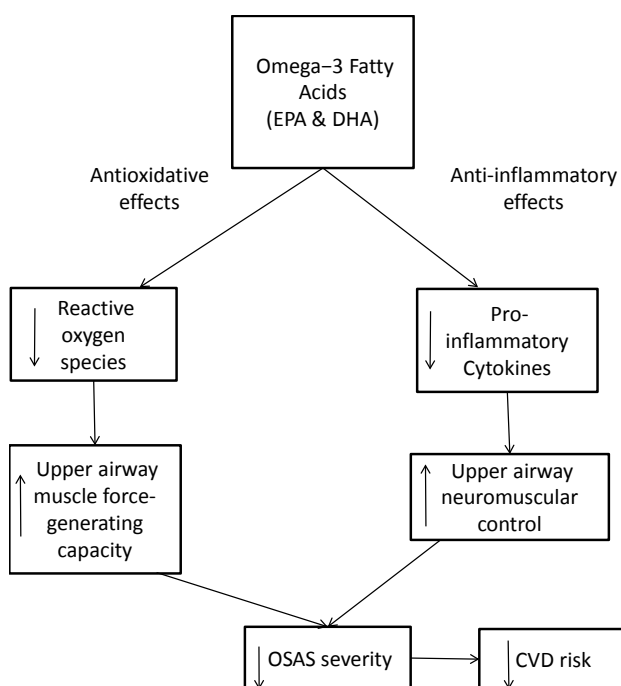 Omega−3 Fatty
Acids
(EPA & DHA)
Antioxidative
effects
Anti-inflammatory
effects
Reactive
oxygen
species
Pro-
inflammatory
Cytokines
Upper airway
muscle force-
generating
capacity
Upper airway
neuromuscular
control
OSAS severity
CVD risk